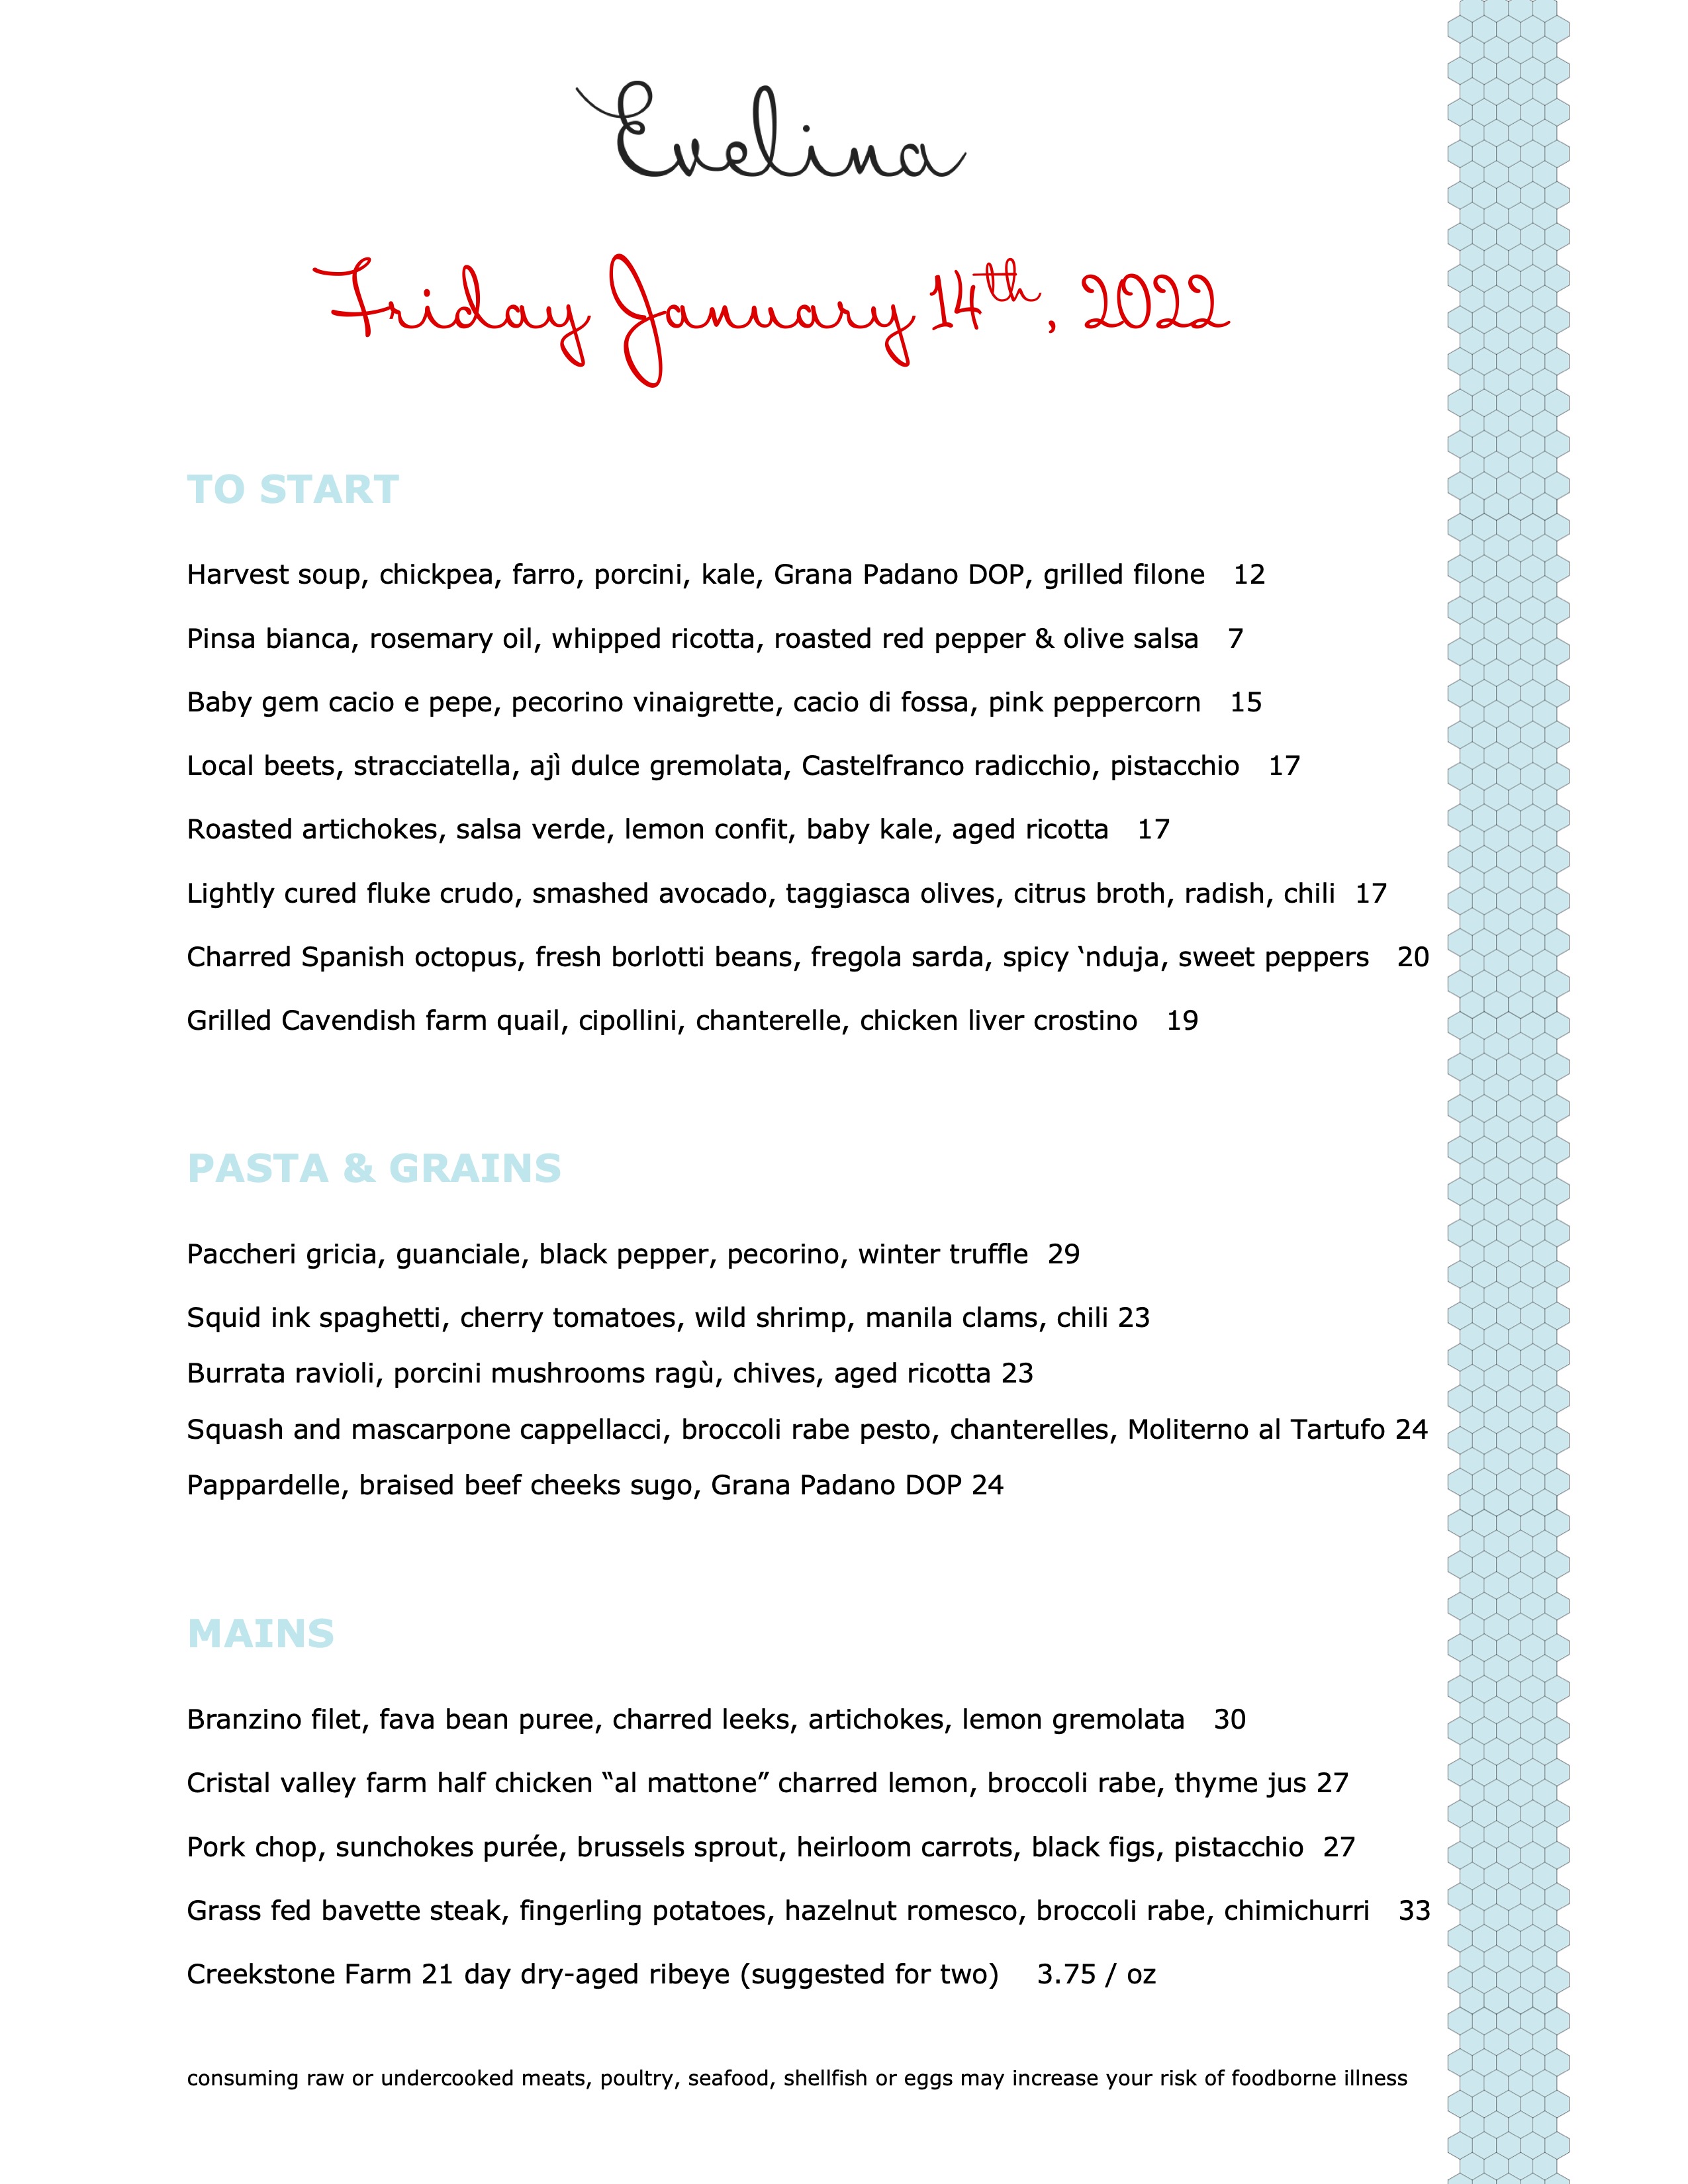 Evelina
Friday January 14th, 2022
TO START
Harvest soup, chickpea, farro, porcini, kale, Grana Padano DOP, grilled filone 12
Pinsa bianca, rosemary oil, whipped ricotta, roasted red pepper & olive salsa 7
Baby gem cacio e pepe, pecorino vinaigrette, cacio di fossa, pink peppercorn 15
Local beets, stracciatella, ajì dulce gremolata, Castelfranco radicchio, pistacchio 17
Roasted artichokes, salsa verde, lemon confit, baby kale, aged ricotta 17
Lightly cured fluke crudo, smashed avocado, taggiasca olives, citrus broth, radish, chili 17
Charred Spanish octopus, fresh borlotti beans, fregola sarda, spicy ‘nduja, sweet peppers 20
Grilled Cavendish farm quail, cipollini, chanterelle, chicken liver crostino 19
PASTA & GRAINS
Paccheri gricia, guanciale, black pepper, pecorino, winter truffle 29
Squid ink spaghetti, cherry tomatoes, wild shrimp, manila clams, chili 23
Burrata ravioli, porcini mushrooms ragù, chives, aged ricotta 23
Squash and mascarpone cappellacci, broccoli rabe pesto, chanterelles, Moliterno al Tartufo 24
Pappardelle, braised beef cheeks sugo, Grana Padano DOP 24
MAINS
Branzino filet, fava bean puree, charred leeks, artichokes, lemon gremolata 30
Cristal valley farm half chicken “al mattone” charred lemon, broccoli rabe, thyme jus 27
Pork chop, sunchokes purée, brussels sprout, heirloom carrots, black figs, pistacchio 27
Grass fed bavette steak, fingerling potatoes, hazelnut romesco, broccoli rabe, chimichurri 33
Creekstone Farm 21 day dry-aged ribeye (suggested for two) 3.75 / oz
consuming raw or undercooked meats, poultry, seafood, shellfish or eggs may increase your risk of foodborne illness